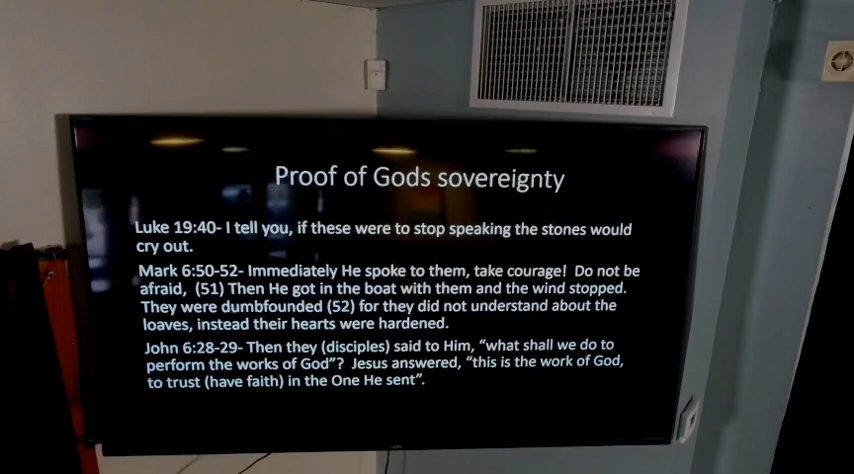 Proof of Gods sovereignty
Luke 19:40- I tell you, if these were to stop speaking the stones would
cry out.
Mark 6:50-52- Immediately He spoke to them, take courage! Do not be
afraid, (51) Then He got in the boat with them and the wind stopped.
They were dumbfounded (52) for they did not understand about the
loaves, instead their hearts were hardened.
John 6:28-29- Then they (disciples) said to Him, “what shall we do to
perform the works of God”? Jesus answered, “this is the work of God,
to trust (have faith) in the One He sent”.